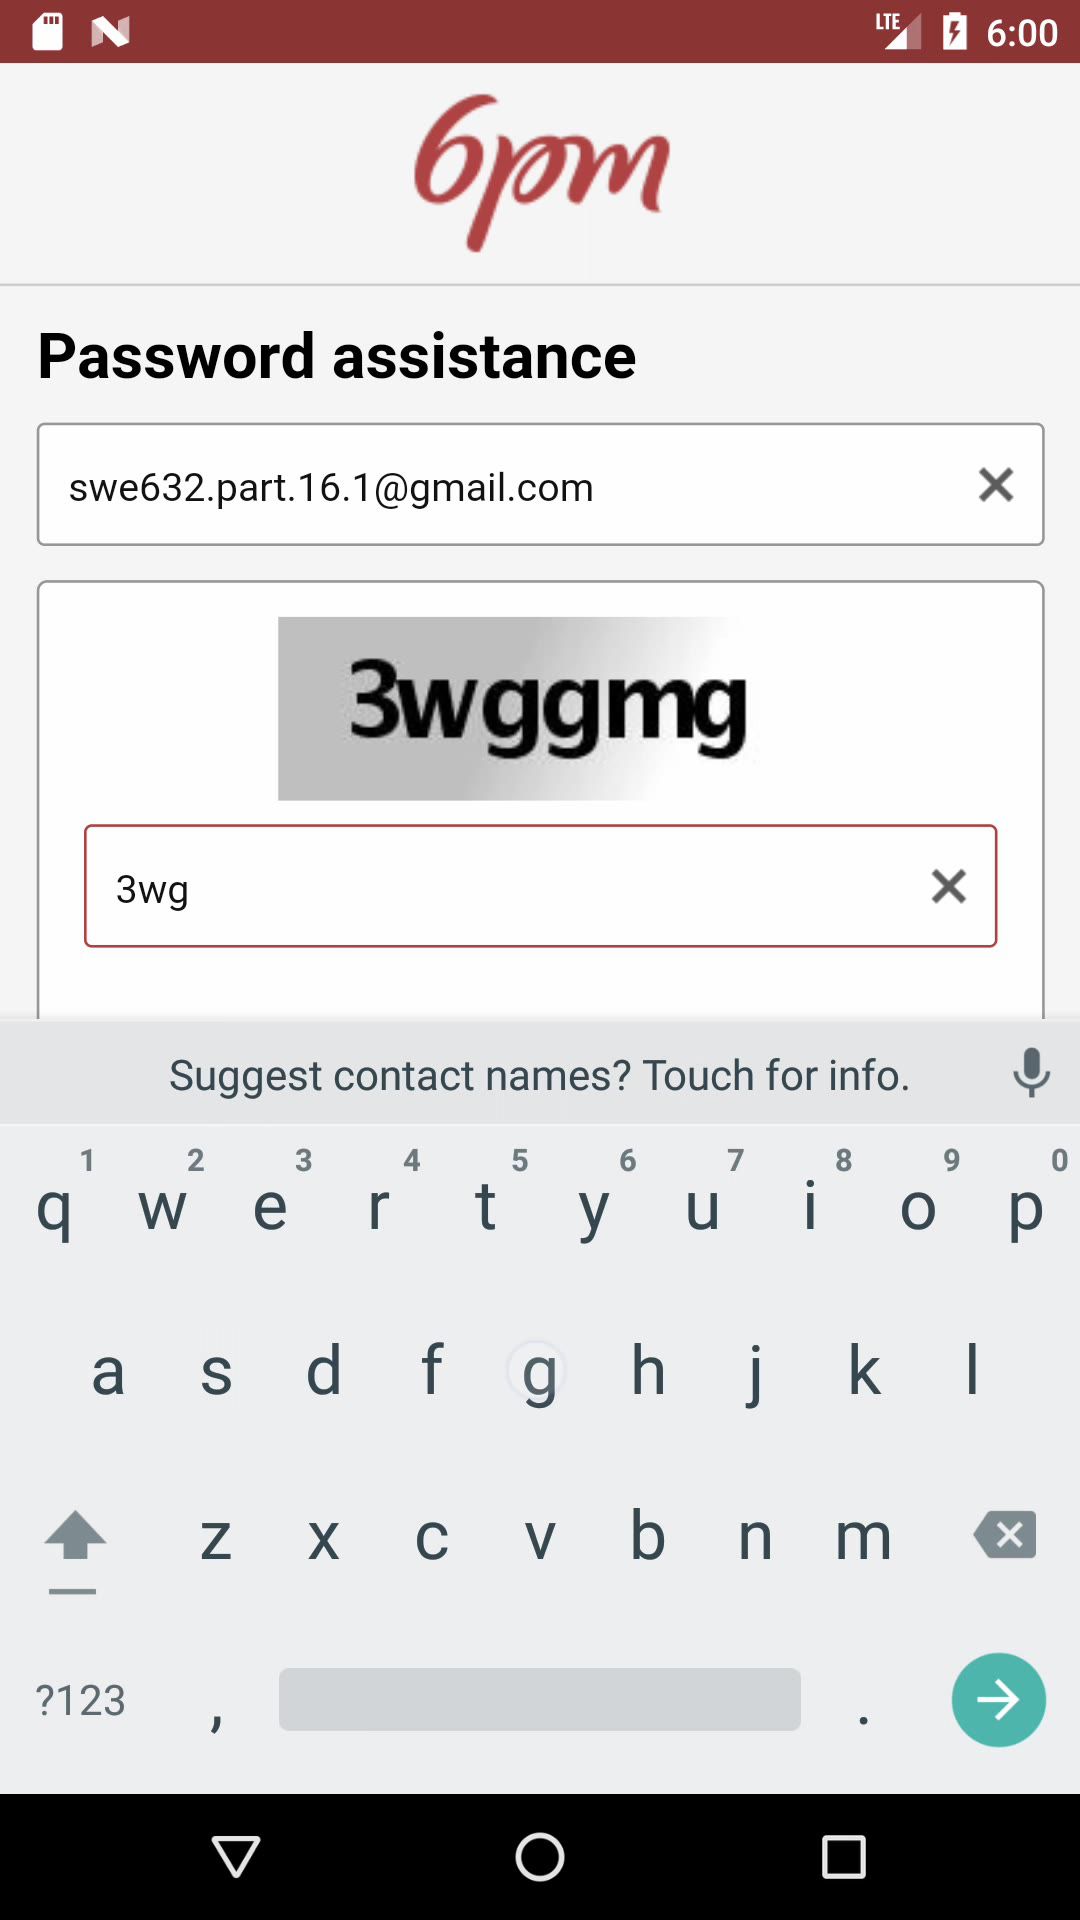 LTE 6:00
6pm
Password assistance
swe632.part.16.1@gmail.com
3wggmg
3wg
Suggest contact names? Touch for info.
1 2 3 4 5 6 7 8 9 0
q w e r t y u i o p
a s d f g h j k l
z x c v b n m
?123 , .